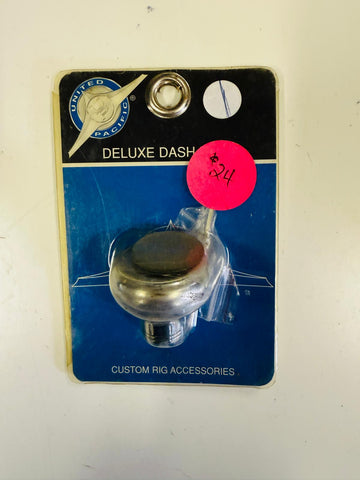 UNITED
PACIFIC
®
DELUXE DASH
$24
CUSTOM RIG ACCESSORIES